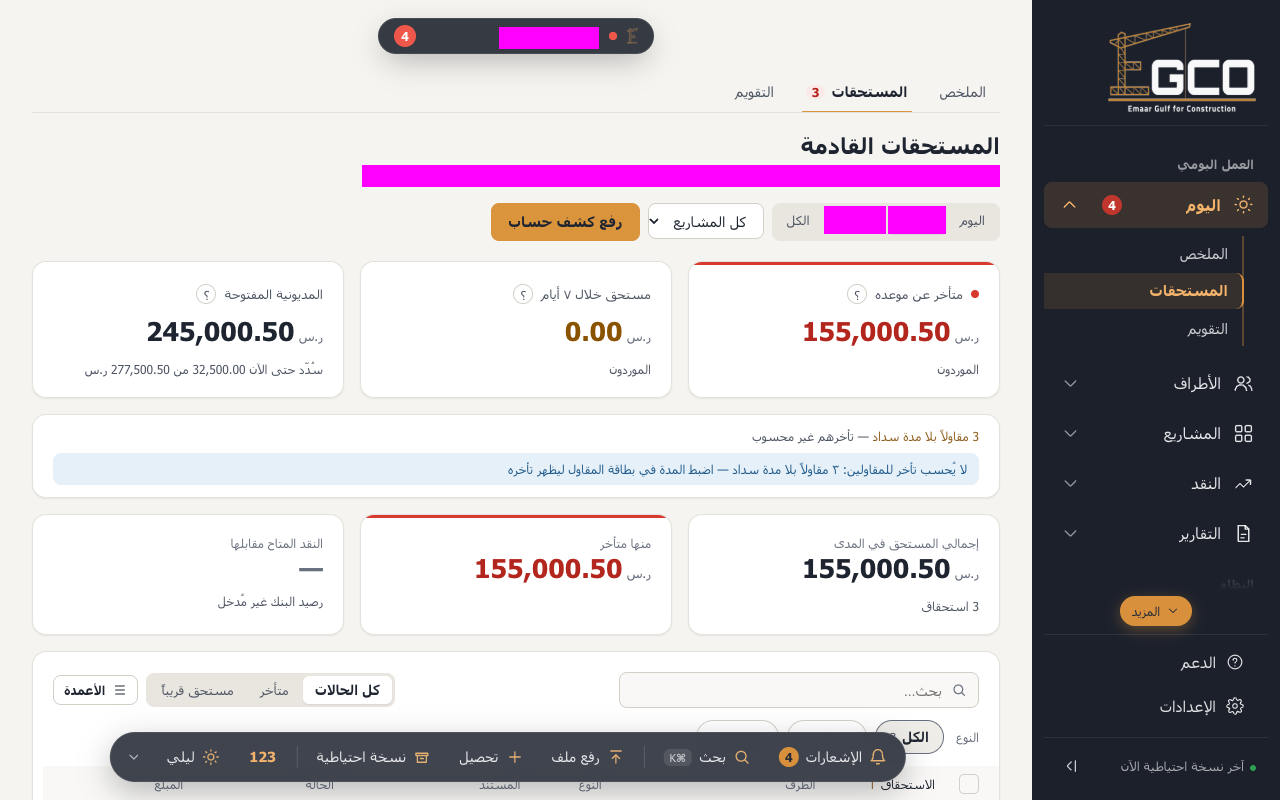 GCO
Emaar Gulf for Construction
العمل اليومي
اليوم 4
الملخص
المستحقات
التقويم
الأطراف
المشاريع
النقد
التقارير
النظام
المزيد
الدعم
الإعدادات
آخر نسخة احتياطية الآن
4
الملخص المستحقات 3 التقويم
المستحقات القادمة
اليوم الكل كل المشاريع رفع كشف حساب
متأخر عن موعده ؟
ر.س 155,000.50
الموردون
مستحق خلال ٧ أيام ؟
ر.س 0.00
الموردون
المديونية المفتوحة ؟
ر.س 245,000.50
سُدّد حتى الآن 32,500.00 من 277,500.50 ر.س
3 مقاولاً بلا مدة سداد — تأخرهم غير محسوب
لا يُحسب تأخر للمقاولين: ٣ مقاولاً بلا مدة سداد — اضبط المدة في بطاقة المقاول ليظهر تأخره
إجمالي المستحق في المدى
ر.س 155,000.50
3 استحقاق
منها متأخر
ر.س 155,000.50
النقد المتاح مقابلها
—
رصيد البنك غير مُدخل
بحث...
كل الحالات متأخر مستحق قريباً الأعمدة
النوع الكل
الإشعارات 4 بحث ⌘K رفع ملف تحصيل نسخة احتياطية 123 ليلي
الاستحقاق الطرف النوع المستند الحالة المبلغ